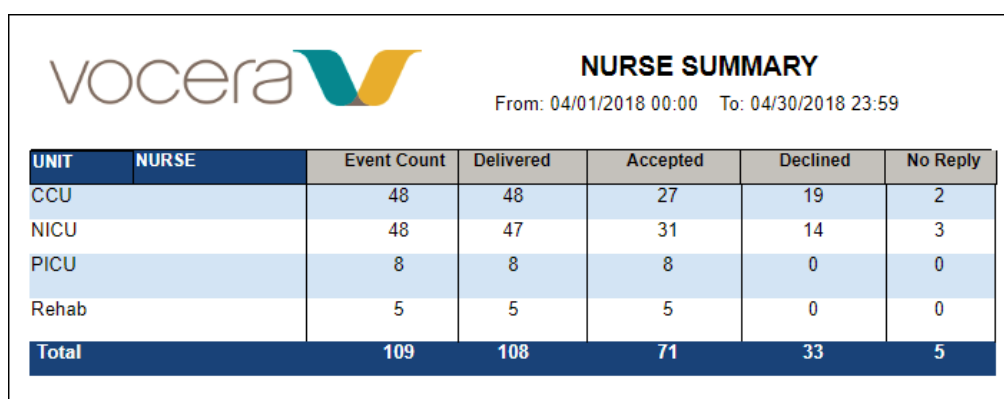 vocera
NURSE SUMMARY
From: 04/01/2018 00:00 To: 04/30/2018 23:59
UNIT NURSE Event Count Delivered Accepted Declined No Reply
CCU 48 48 27 19 2
NICU 48 47 31 14 3
PICU 8 8 8 0 0
Rehab 5 5 5 0 0
Total 109 108 71 33 5